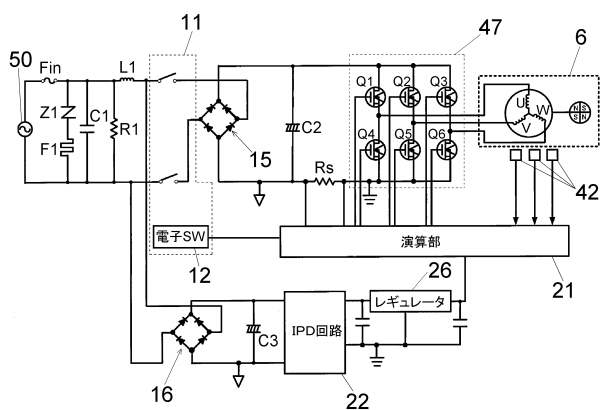 11
47
50
Fin
L1
6
Q1
Q2
Q3
Z1
C1
R1
U
W
N
S
S
N
V
C2
Q4
Q5
Q6
F1
15
Rs
42
電子SW
演算部
12
26
21
レギュレータ
IPD回路
C3
16
22